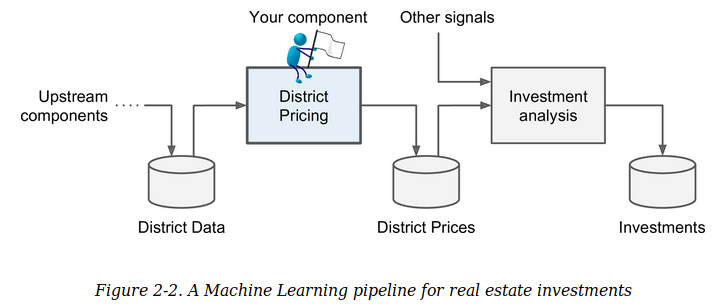 Your component
Other signals
Upstream
components
District
Pricing
Investment
analysis
District Data
District Prices
Investments
Figure 2-2. A Machine Learning pipeline for real estate investments